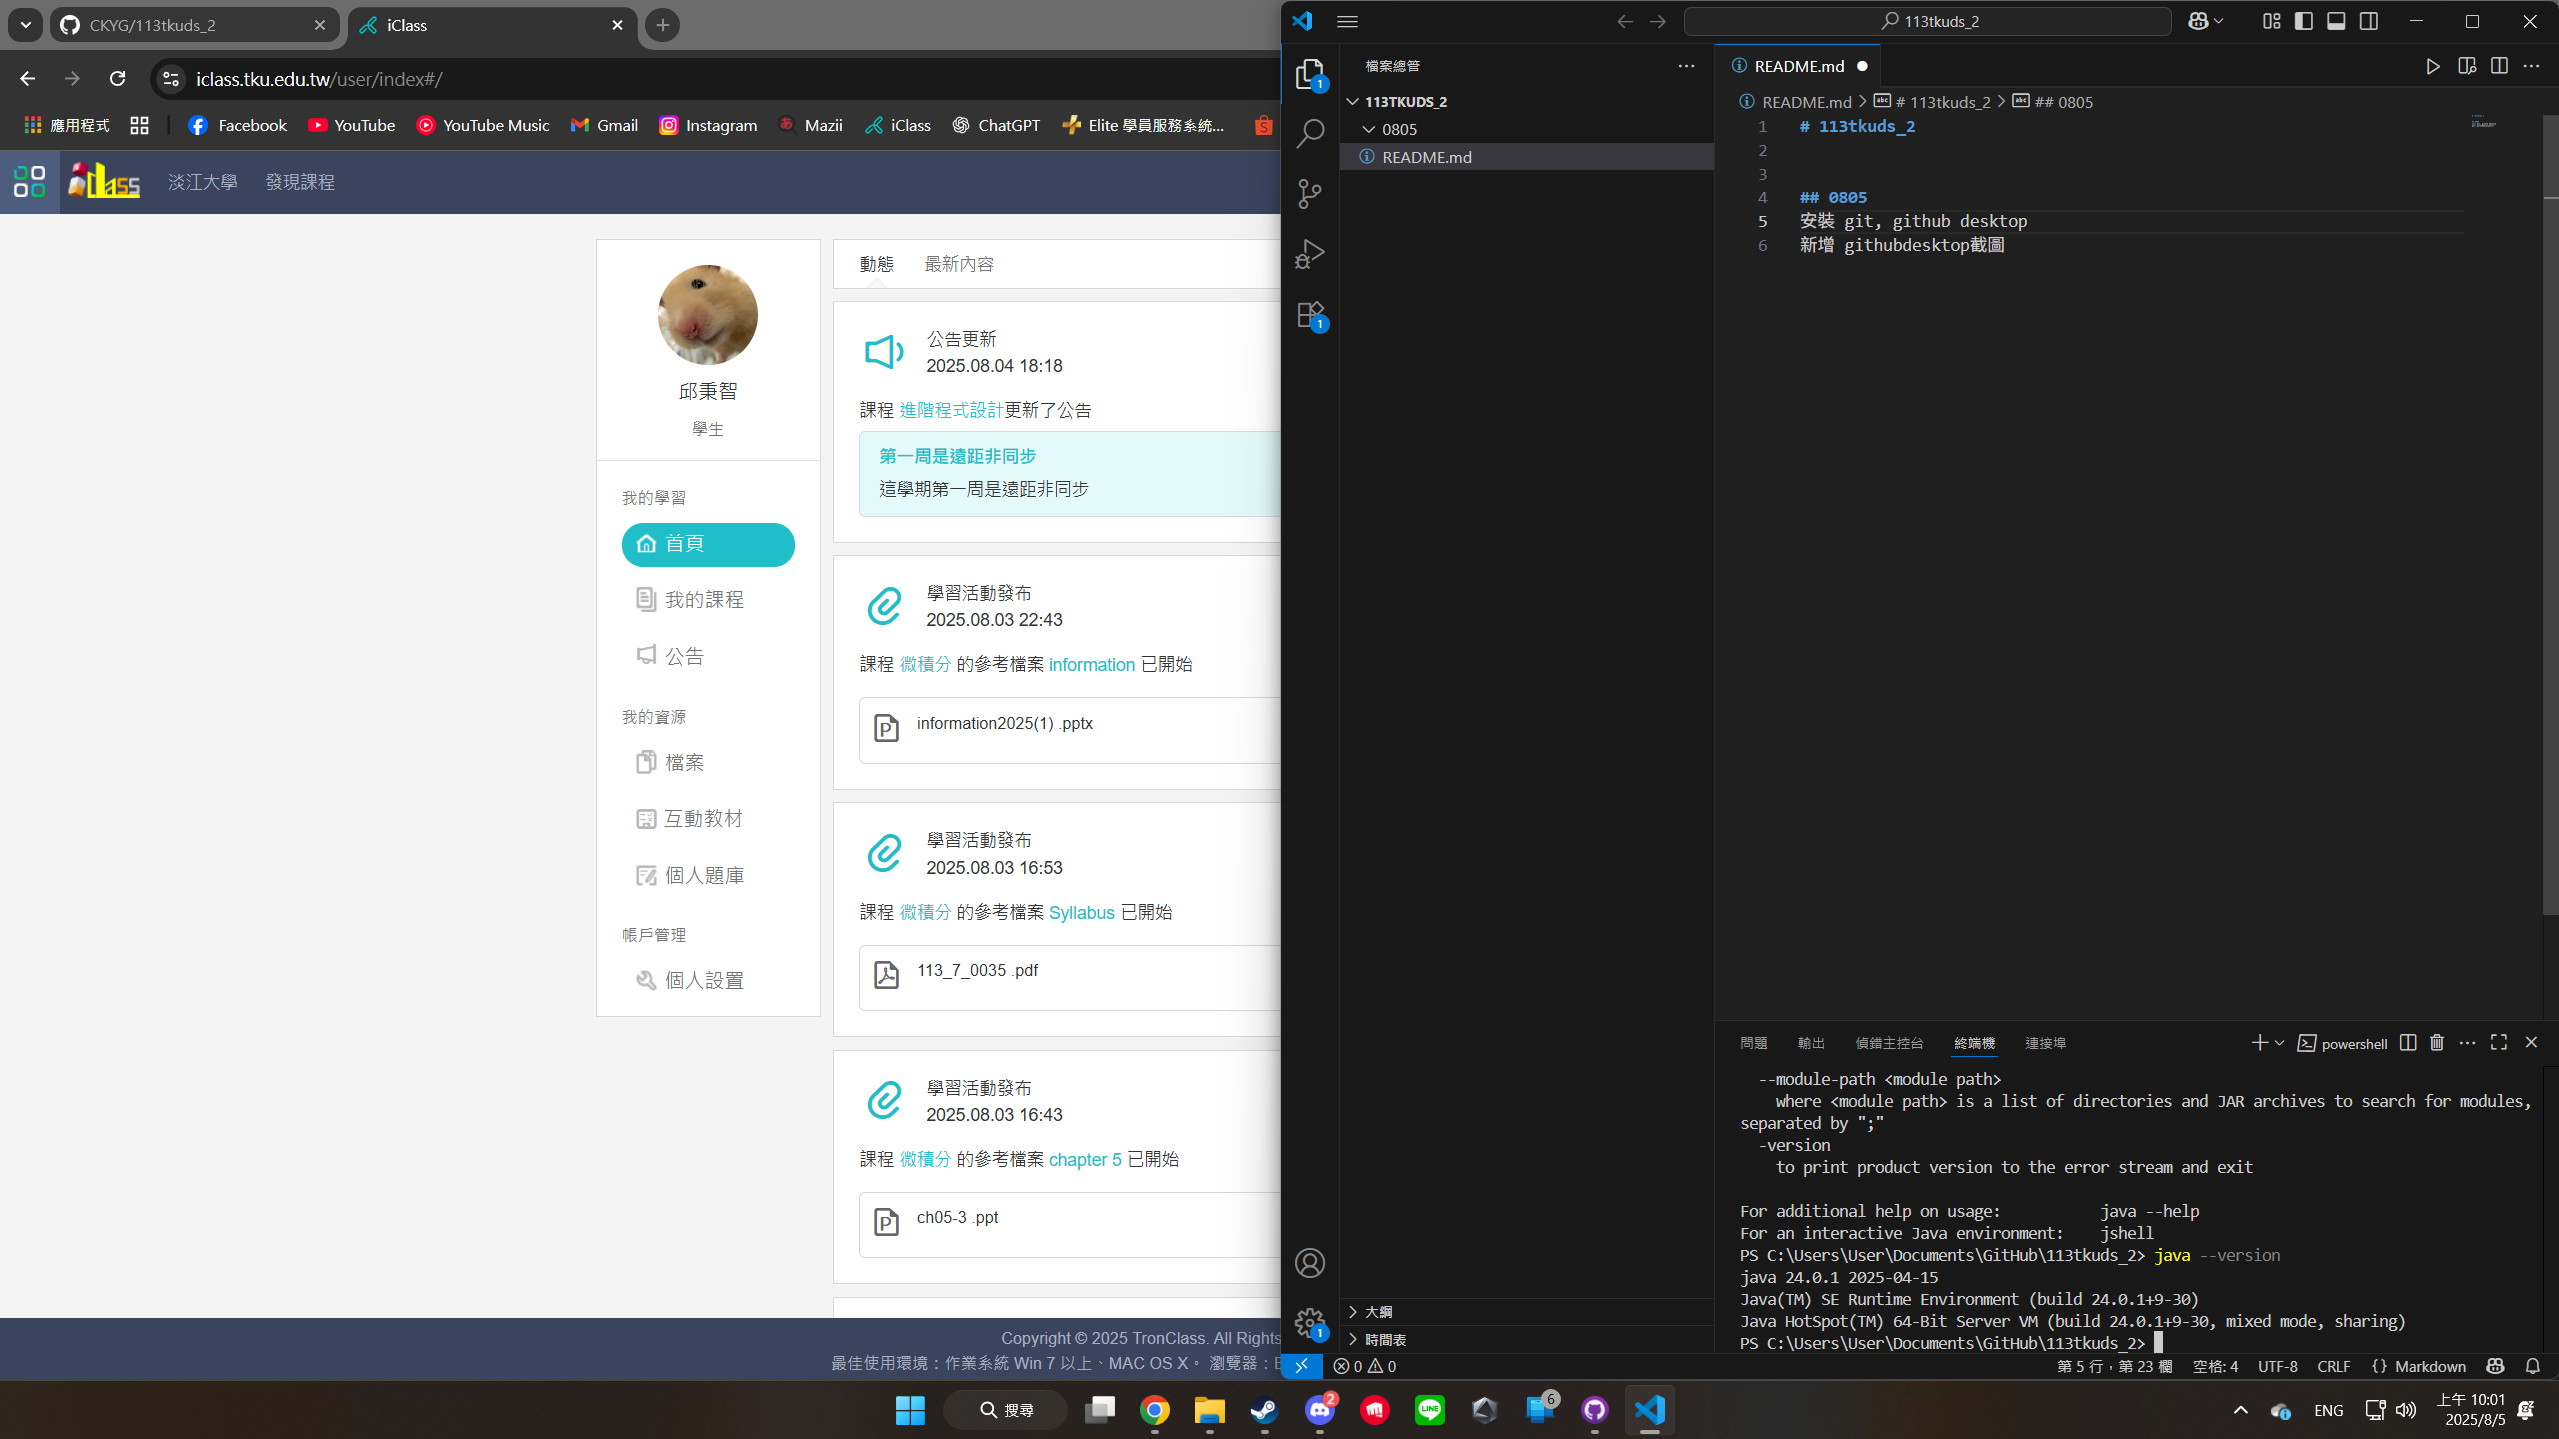 CKYG/113tkuds_2
iClass
iclass.tku.edu.tw/user/index#/
應用程式
Facebook
YouTube
YouTube Music
Gmail
Instagram
Mazii
iClass
ChatGPT
Elite 學員服務系統...
iClass
淡江大學
發現課程
邱秉智
學生
我的學習
首頁
我的課程
公告
我的資源
檔案
互動教材
個人題庫
帳戶管理
個人設置
動態
最新內容
公告更新
2025.08.04 18:18
課程 進階程式設計更新了公告
第一周是遠距非同步
這學期第一周是遠距非同步
學習活動發布
2025.08.03 22:43
課程 微積分 的參考檔案 information 已開始
information2025(1) .pptx
學習活動發布
2025.08.03 16:53
課程 微積分 的參考檔案 Syllabus 已開始
113_7_0035 .pdf
學習活動發布
2025.08.03 16:43
課程 微積分 的參考檔案 chapter 5 已開始
ch05-3 .ppt
Copyright © 2025 TronClass. All Rights
最佳使用環境：作業系統 Win 7 以上、MAC OS X。 瀏覽器：
113tkuds_2
檔案總管
113TKUDS_2
0805
README.md
大綱
時間表
README.md
README.md > # 113tkuds_2 > ## 0805
1 # 113tkuds_2
2
3
4 ## 0805
5 安裝 git, github desktop
6 新增 githubdesktop截圖
問題
輸出
偵錯主控台
終端機
連接埠
powershell
--module-path <module path>
where <module path> is a list of directories and JAR archives to search for modules,
separated by ";"
-version
to print product version to the error stream and exit
For additional help on usage: java --help
For an interactive Java environment: jshell
PS C:\Users\User\Documents\GitHub\113tkuds_2> java --version
java 24.0.1 2025-04-15
Java(TM) SE Runtime Environment (build 24.0.1+9-30)
Java HotSpot(TM) 64-Bit Server VM (build 24.0.1+9-30, mixed mode, sharing)
PS C:\Users\User\Documents\GitHub\113tkuds_2>
0 0
第 5 行，第 23 欄
空格: 4
UTF-8
CRLF
{} Markdown
搜尋
2
LINE
6
ENG
上午 10:01
2025/8/5